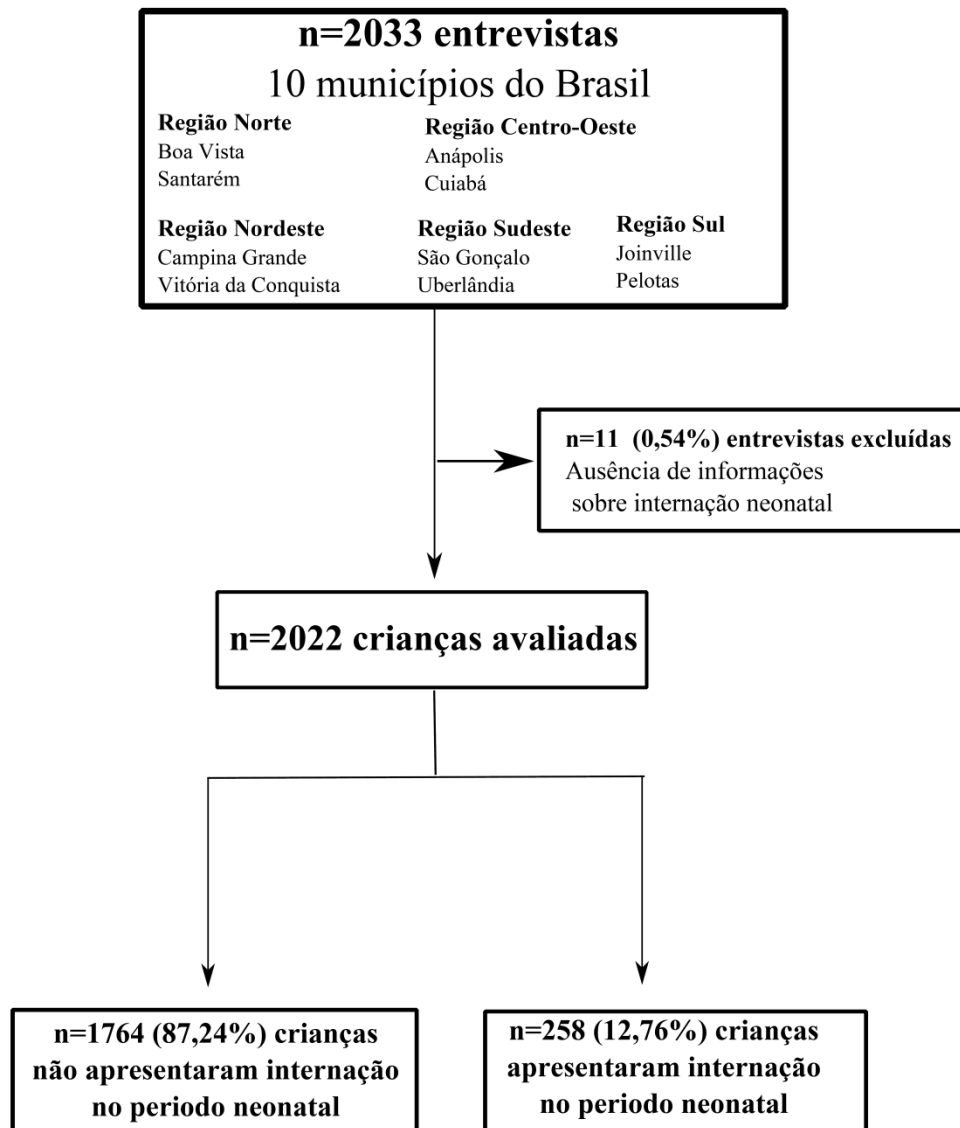 n=2033 entrevistas
10 municípios do Brasil
Região Norte
Boa Vista
Santarém
Região Centro-Oeste
Anápolis
Cuiabá
Região Nordeste
Campina Grande
Vitória da Conquista
Região Sudeste
São Gonçalo
Uberlândia
Região Sul
Joinville
Pelotas
n=11 (0,54%) entrevistas excluídas
Ausência de informações
sobre internação neonatal
n=2022 crianças avaliadas
n=1764 (87,24%) crianças
não apresentaram internação
no periodo neonatal
n=258 (12,76%) crianças
apresentaram internação
no periodo neonatal